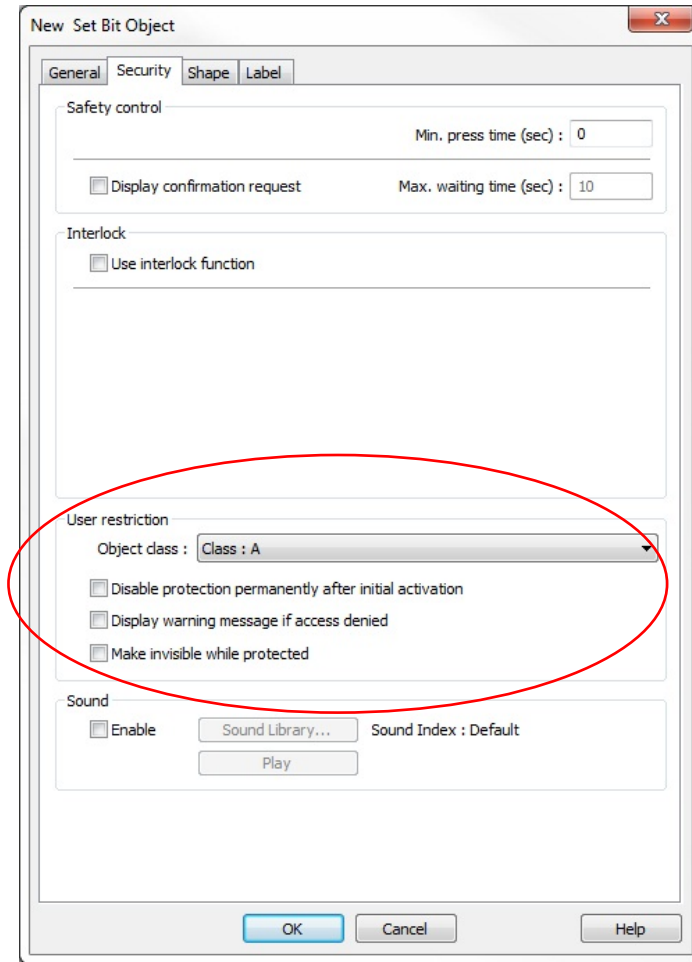 New Set Bit Object
General Security Shape Label
Safety control
Min. press time (sec) : 0
Display confirmation request Max. waiting time (sec) : 10
Interlock
Use interlock function
User restriction
Object class : Class : A
Disable protection permanently after initial activation
Display warning message if access denied
Make invisible while protected
Sound
Enable Sound Library... Sound Index : Default
Play
OK Cancel Help